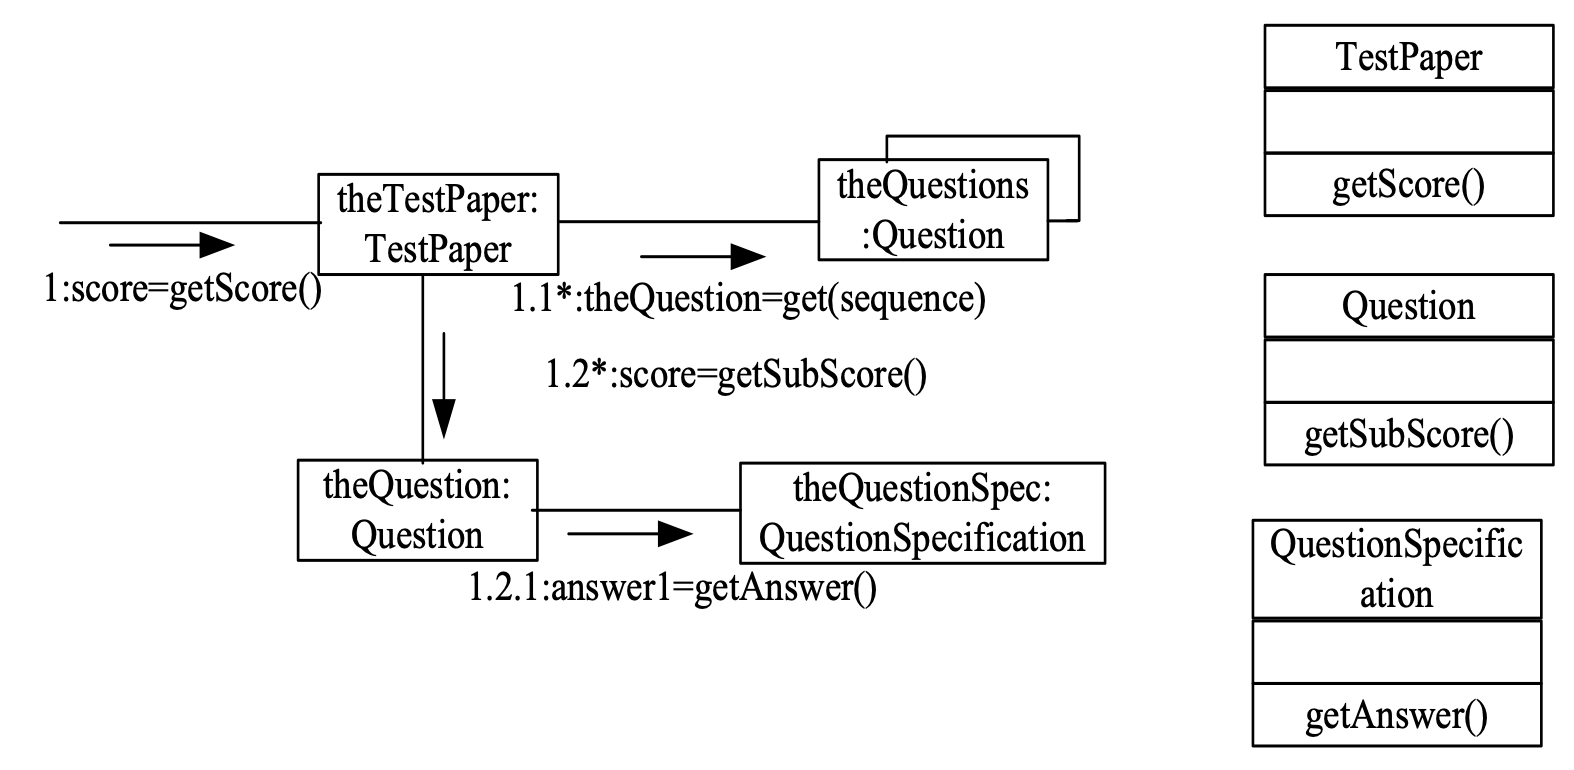 theTestPaper:
TestPaper
1:score=getScore()
theQuestions
:Question
1.1*:theQuestion=get(sequence)
1.2*:score=getSubScore()
theQuestion:
Question
theQuestionSpec:
QuestionSpecification
1.2.1:answer1=getAnswer()
TestPaper
getScore()
Question
getSubScore()
QuestionSpecific
ation
getAnswer()